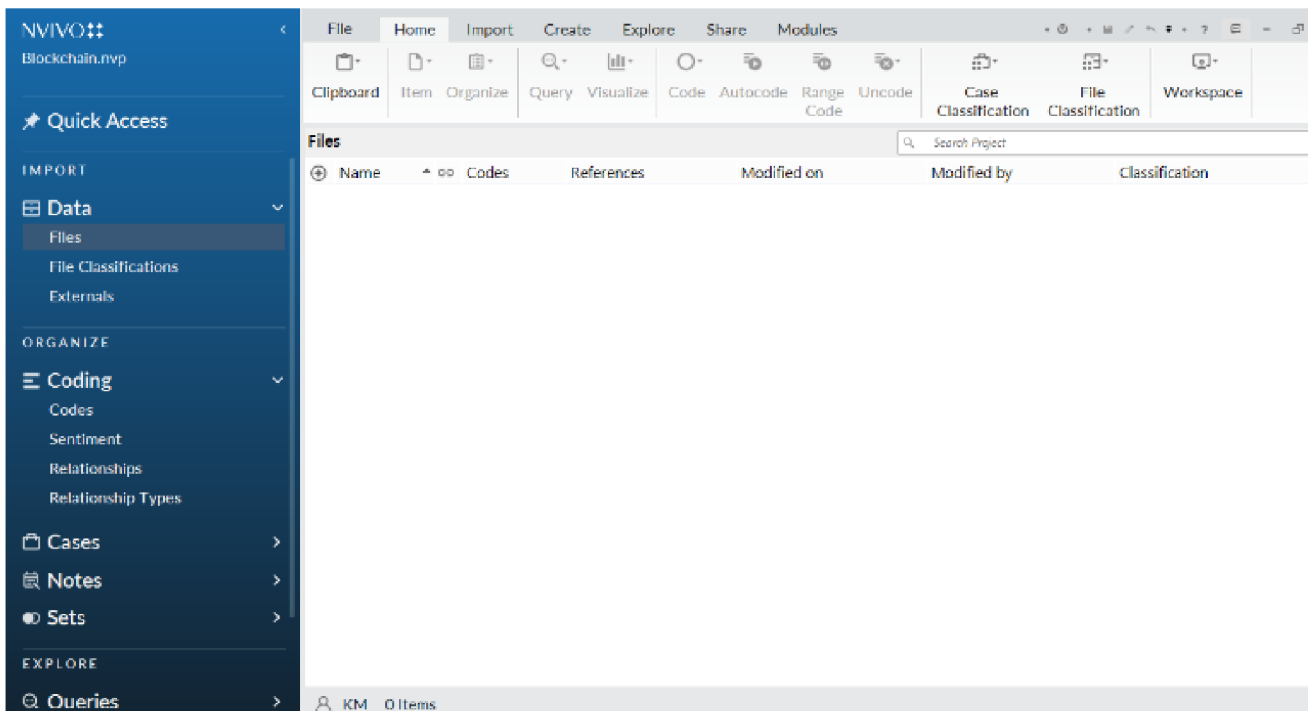 NVIVO
Blockchain.nvp
Quick Access
IMPORT
Data
Files
File Classifications
Externals
ORGANIZE
Coding
Codes
Sentiment
Relationships
Relationship Types
Cases
Notes
Sets
EXPLORE
Queries
File Home Import Create Explore Share Modules
?
Clipboard Item Organize Query Visualize Code Autocode Range Code Uncode Case Classification File Classification Workspace
Files
Search Project
Name Codes References Modified on Modified by Classification
KM 0 Items